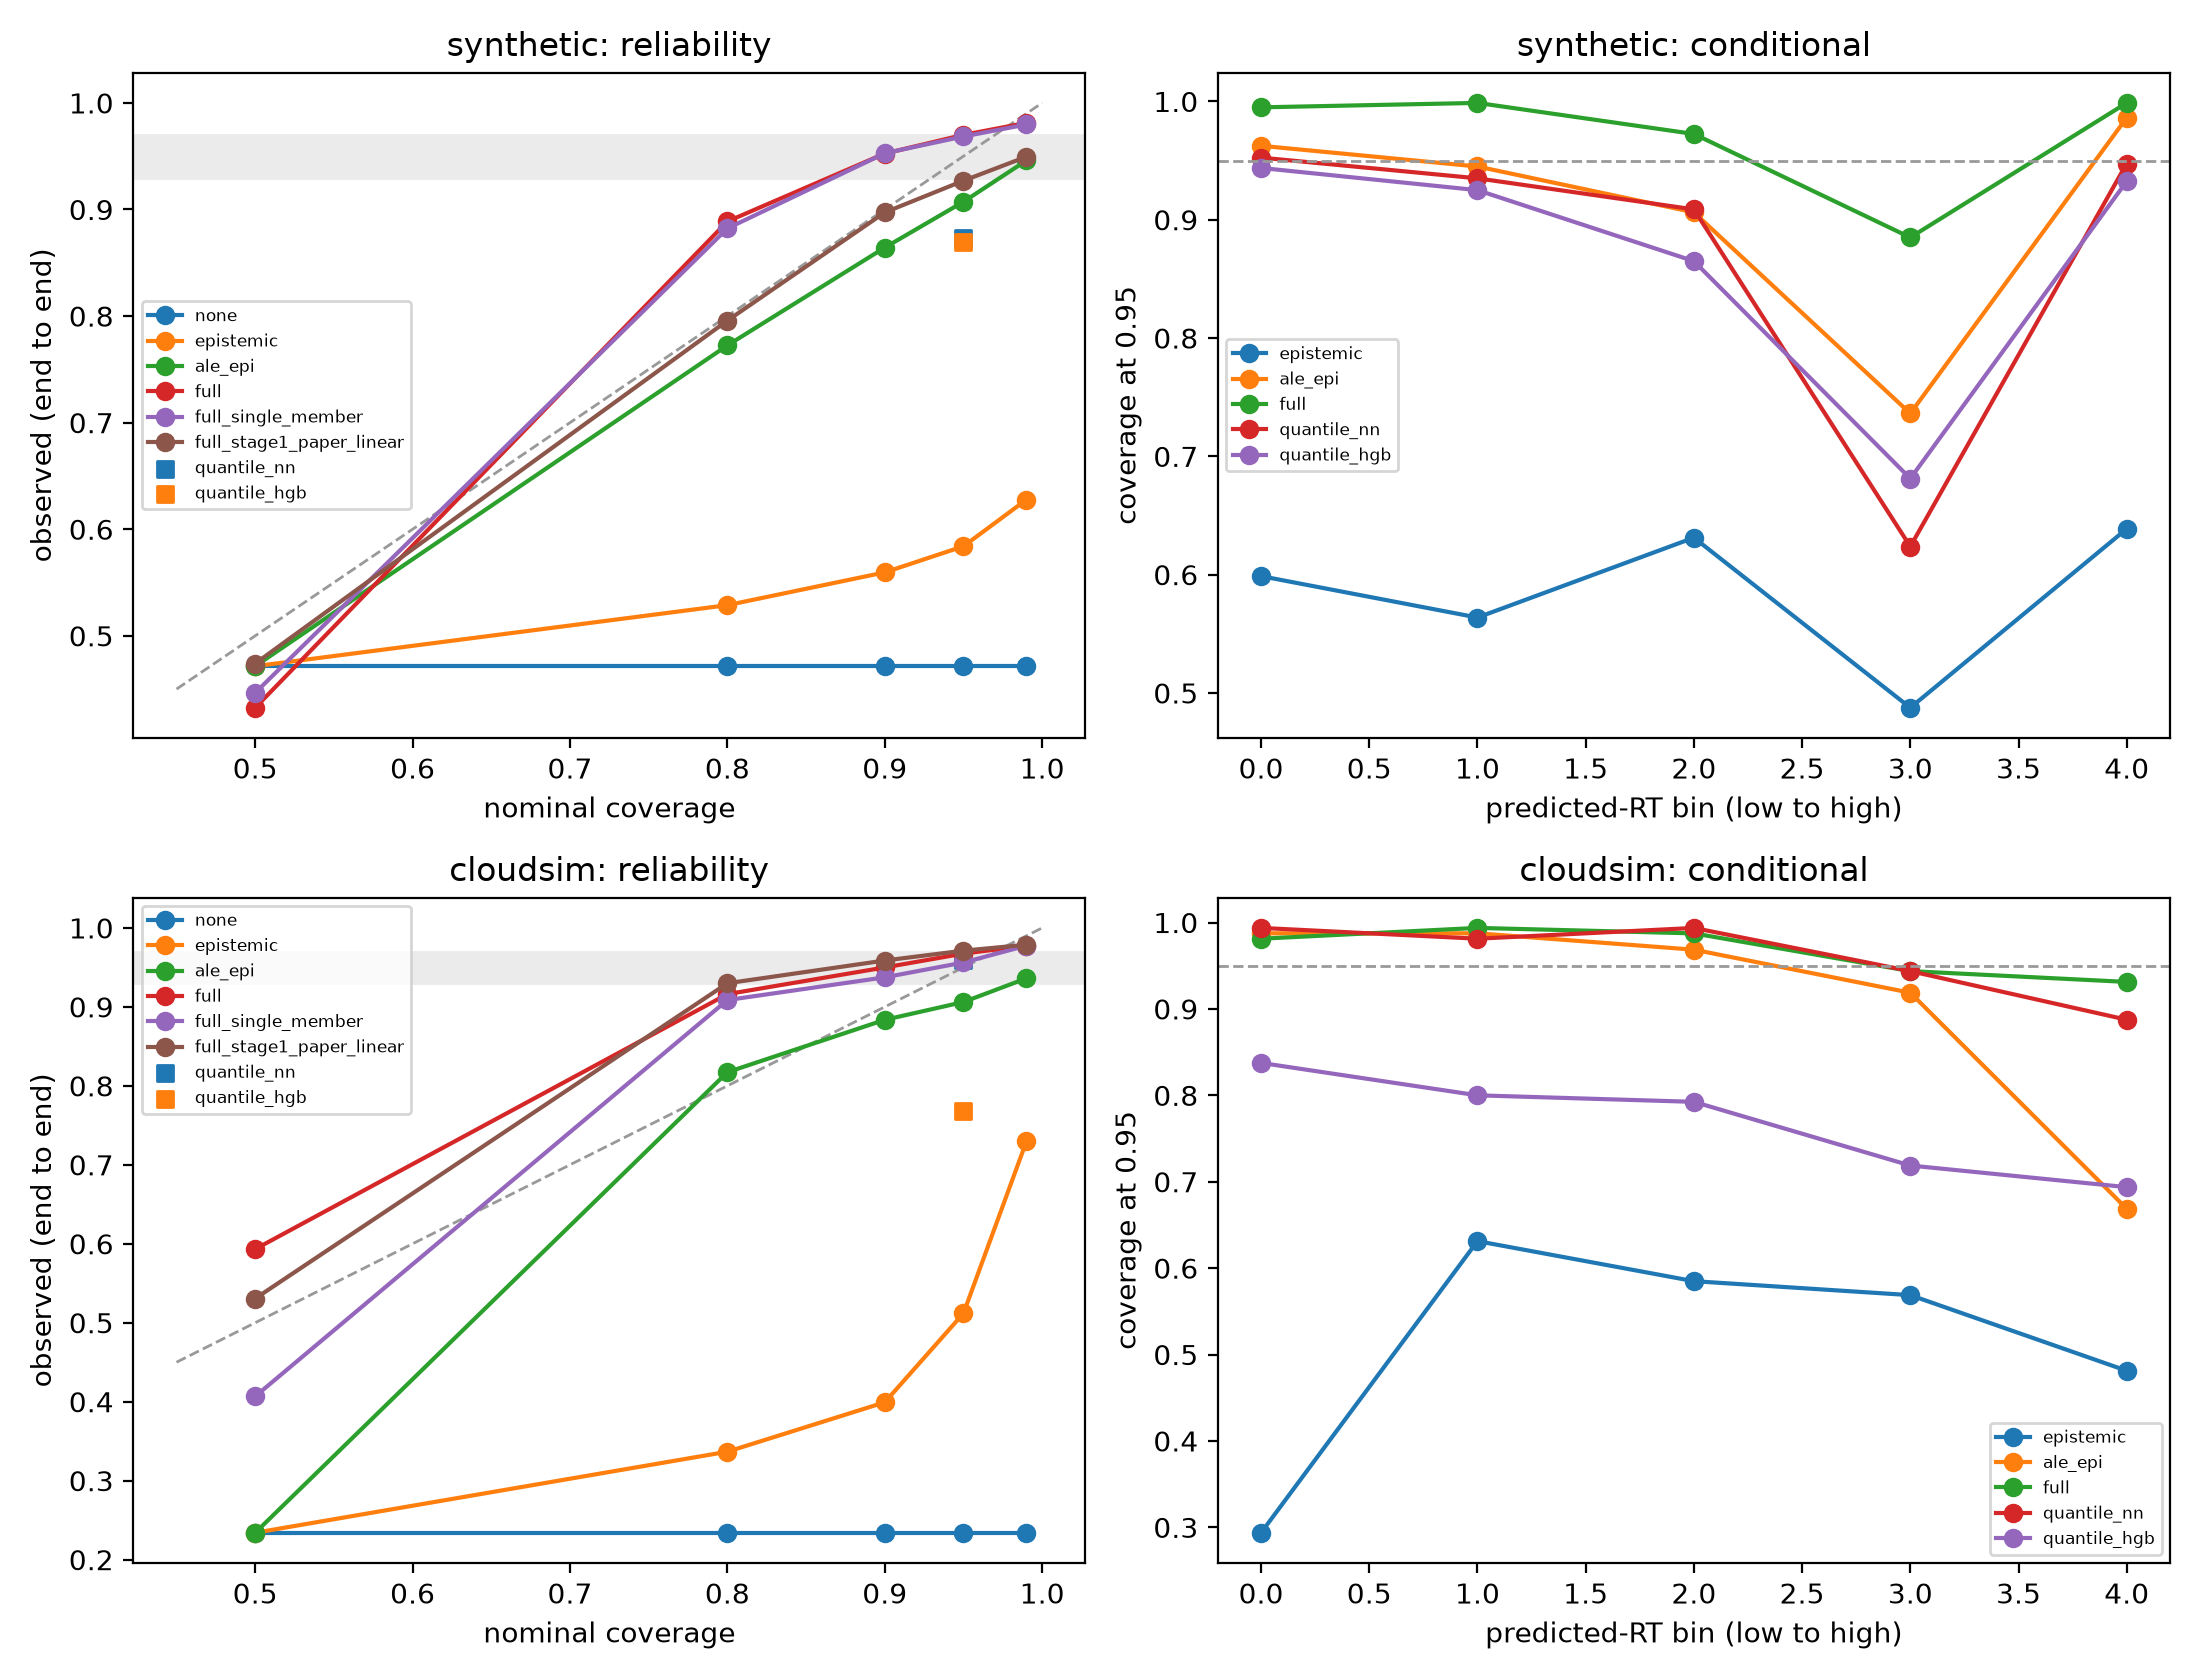 synthetic: reliability
observed (end to end)
1.0
0.9
0.8
0.7
0.6
0.5
none
epistemic
ale_epi
full
full_single_member
full_stage1_paper_linear
quantile_nn
quantile_hgb
0.5 0.6 0.7 0.8 0.9 1.0
nominal coverage
synthetic: conditional
coverage at 0.95
1.0
0.9
0.8
0.7
0.6
0.5
epistemic
ale_epi
full
quantile_nn
quantile_hgb
0.0 0.5 1.0 1.5 2.0 2.5 3.0 3.5 4.0
predicted-RT bin (low to high)
cloudsim: reliability
observed (end to end)
1.0
0.9
0.8
0.7
0.6
0.5
0.4
0.3
0.2
none
epistemic
ale_epi
full
full_single_member
full_stage1_paper_linear
quantile_nn
quantile_hgb
0.5 0.6 0.7 0.8 0.9 1.0
nominal coverage
cloudsim: conditional
coverage at 0.95
1.0
0.9
0.8
0.7
0.6
0.5
0.4
0.3
epistemic
ale_epi
full
quantile_nn
quantile_hgb
0.0 0.5 1.0 1.5 2.0 2.5 3.0 3.5 4.0
predicted-RT bin (low to high)